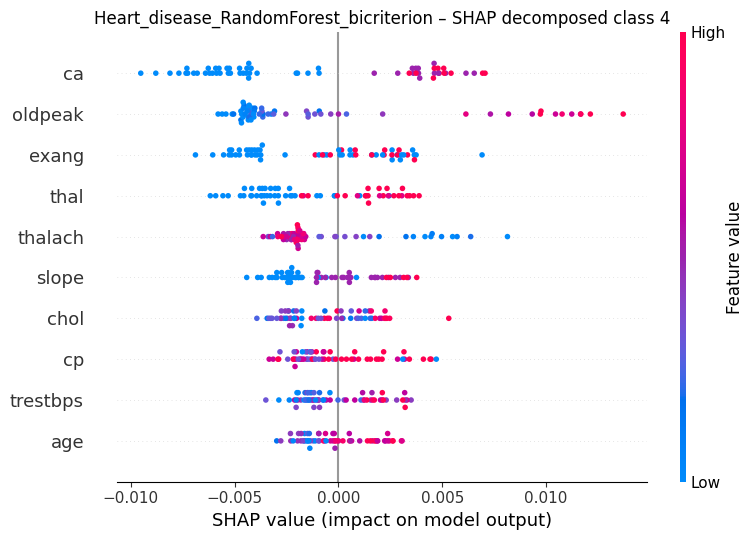 Heart_disease_RandomForest_bicriterion – SHAP decomposed class 4
High
ca
oldpeak
exang
thal
thalach
slope
chol
cp
trestbps
age
Feature value
Low
−0.010 −0.005 0.000 0.005 0.010
SHAP value (impact on model output)